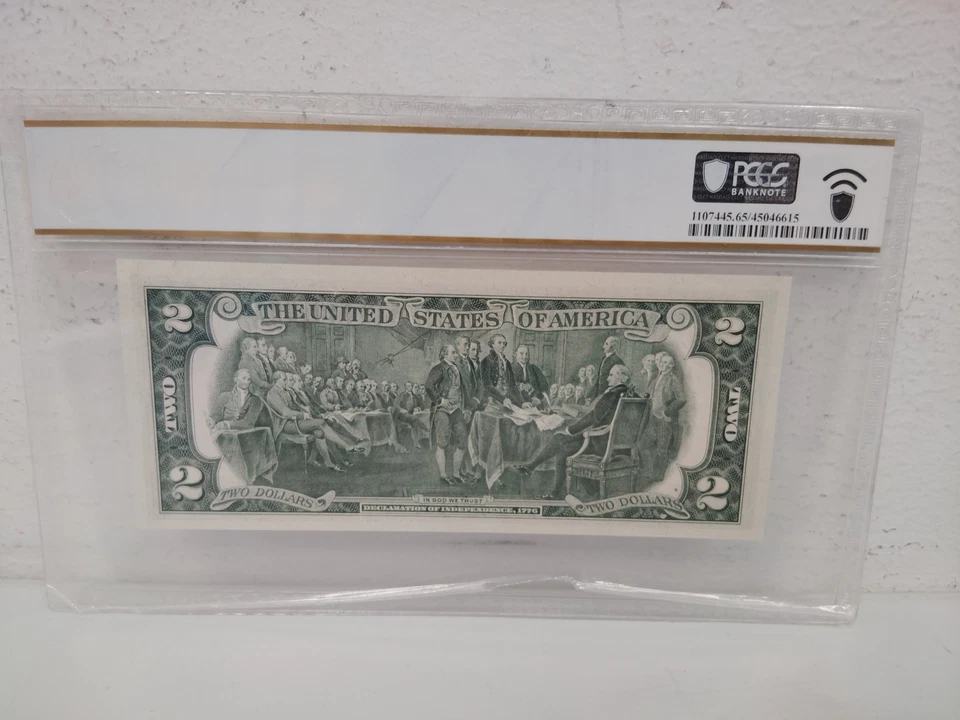 PCGS
BANKNOTE
1107445.65/45046615
2 THE UNITED STATES OF AMERICA 2
TWO TWO
2 TWO DOLLARS IN GOD WE TRUST TWO DOLLARS 2
DECLARATION OF INDEPENDENCE, 1776